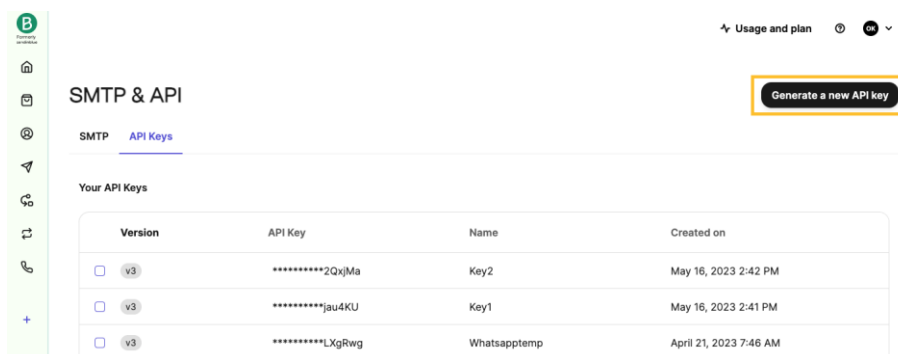 B
Formerly
sendinblue
Usage and plan
OK
SMTP & API
Generate a new API key
SMTP API Keys
Your API Keys
Version API Key Name Created on
v3 **********2QxjMa Key2 May 16, 2023 2:42 PM
v3 **********jau4KU Key1 May 16, 2023 2:41 PM
v3 **********LXgRwg Whatsapptemp April 21, 2023 7:46 AM